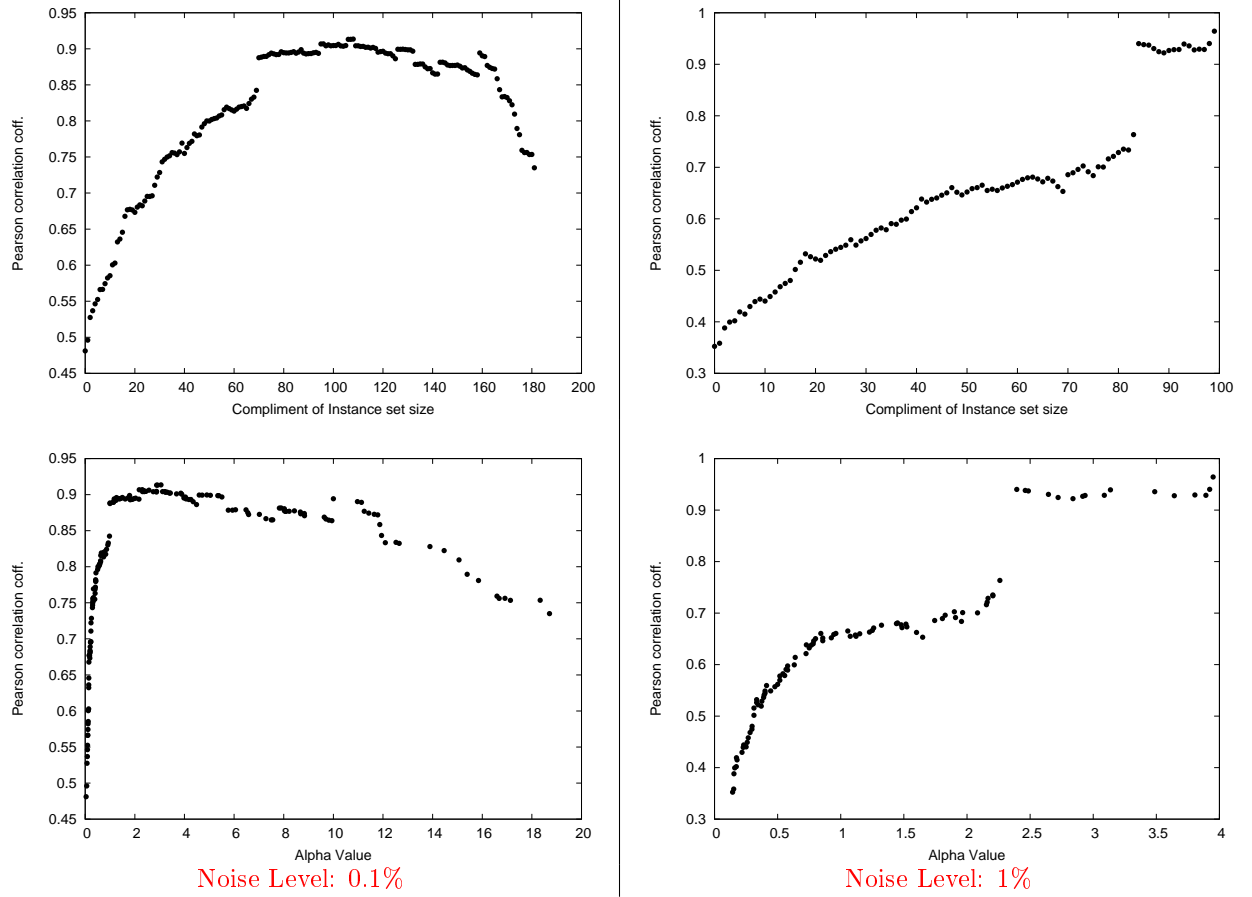 0.95
0.9
0.85
0.8
0.75
0.7
0.65
0.6
0.55
0.5
0.45
0 20 40 60 80 100 120 140 160 180 200
Pearson correlation coff.
Compliment of Instance set size
1
0.9
0.8
0.7
0.6
0.5
0.4
0.3
0 10 20 30 40 50 60 70 80 90 100
Pearson correlation coff.
Compliment of Instance set size
0.95
0.9
0.85
0.8
0.75
0.7
0.65
0.6
0.55
0.5
0.45
0 2 4 6 8 10 12 14 16 18 20
Pearson correlation coff.
Alpha Value
Noise Level: 0.1%
1
0.9
0.8
0.7
0.6
0.5
0.4
0.3
0 0.5 1 1.5 2 2.5 3 3.5 4
Pearson correlation coff.
Alpha Value
Noise Level: 1%